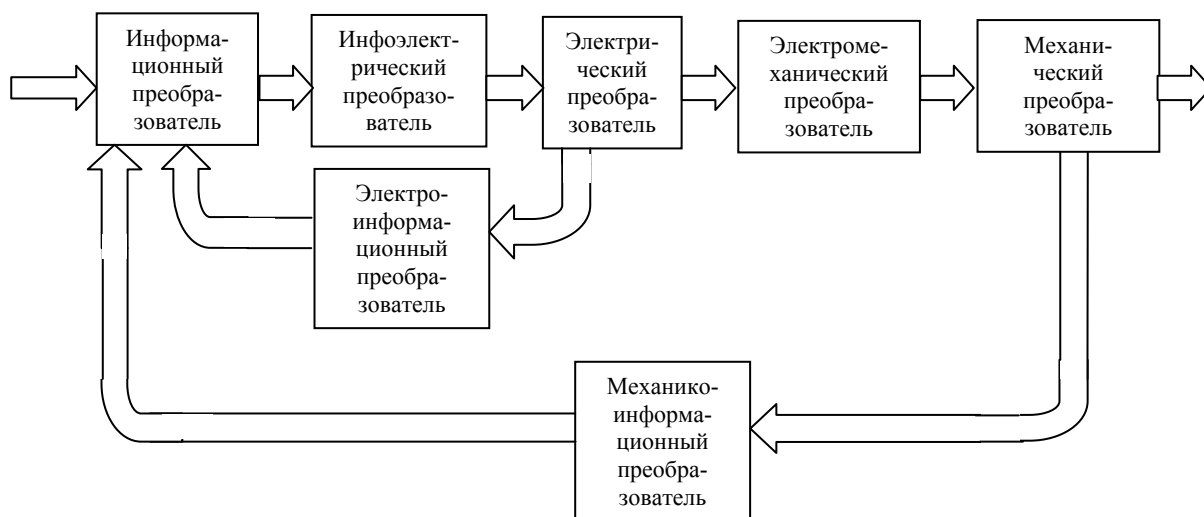 Информа-
ционный
преобра-
зователь
Инфоэлект-
рический
преобразо-
ватель
Электри-
ческий
преобра-
зователь
Электроме-
ханический
преобра-
зователь
Механи-
ческий
преобра-
зователь
Электро-
информа-
ционный
преобра-
зователь
Механико-
информа-
ционный
преобра-
зователь